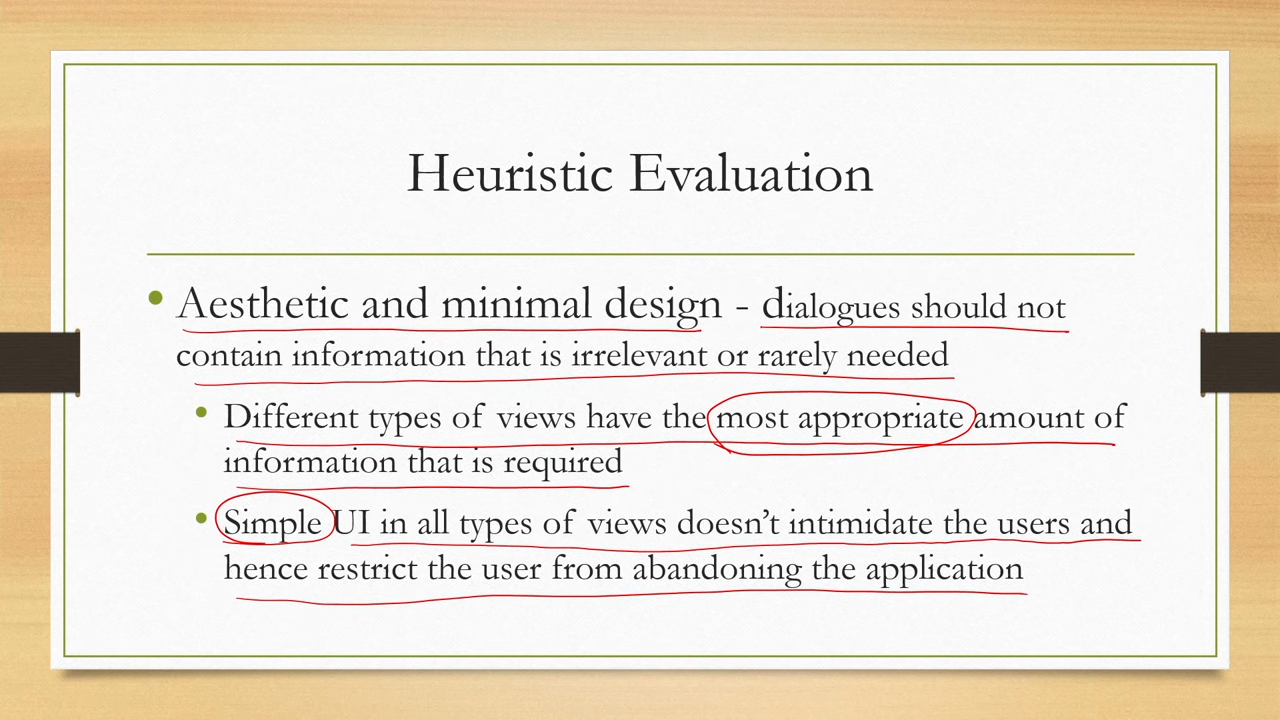 Heuristic Evaluation
• Aesthetic and minimal design - dialogues should not
contain information that is irrelevant or rarely needed
• Different types of views have the most appropriate amount of
information that is required
• Simple UI in all types of views doesn’t intimidate the users and
hence restrict the user from abandoning the application